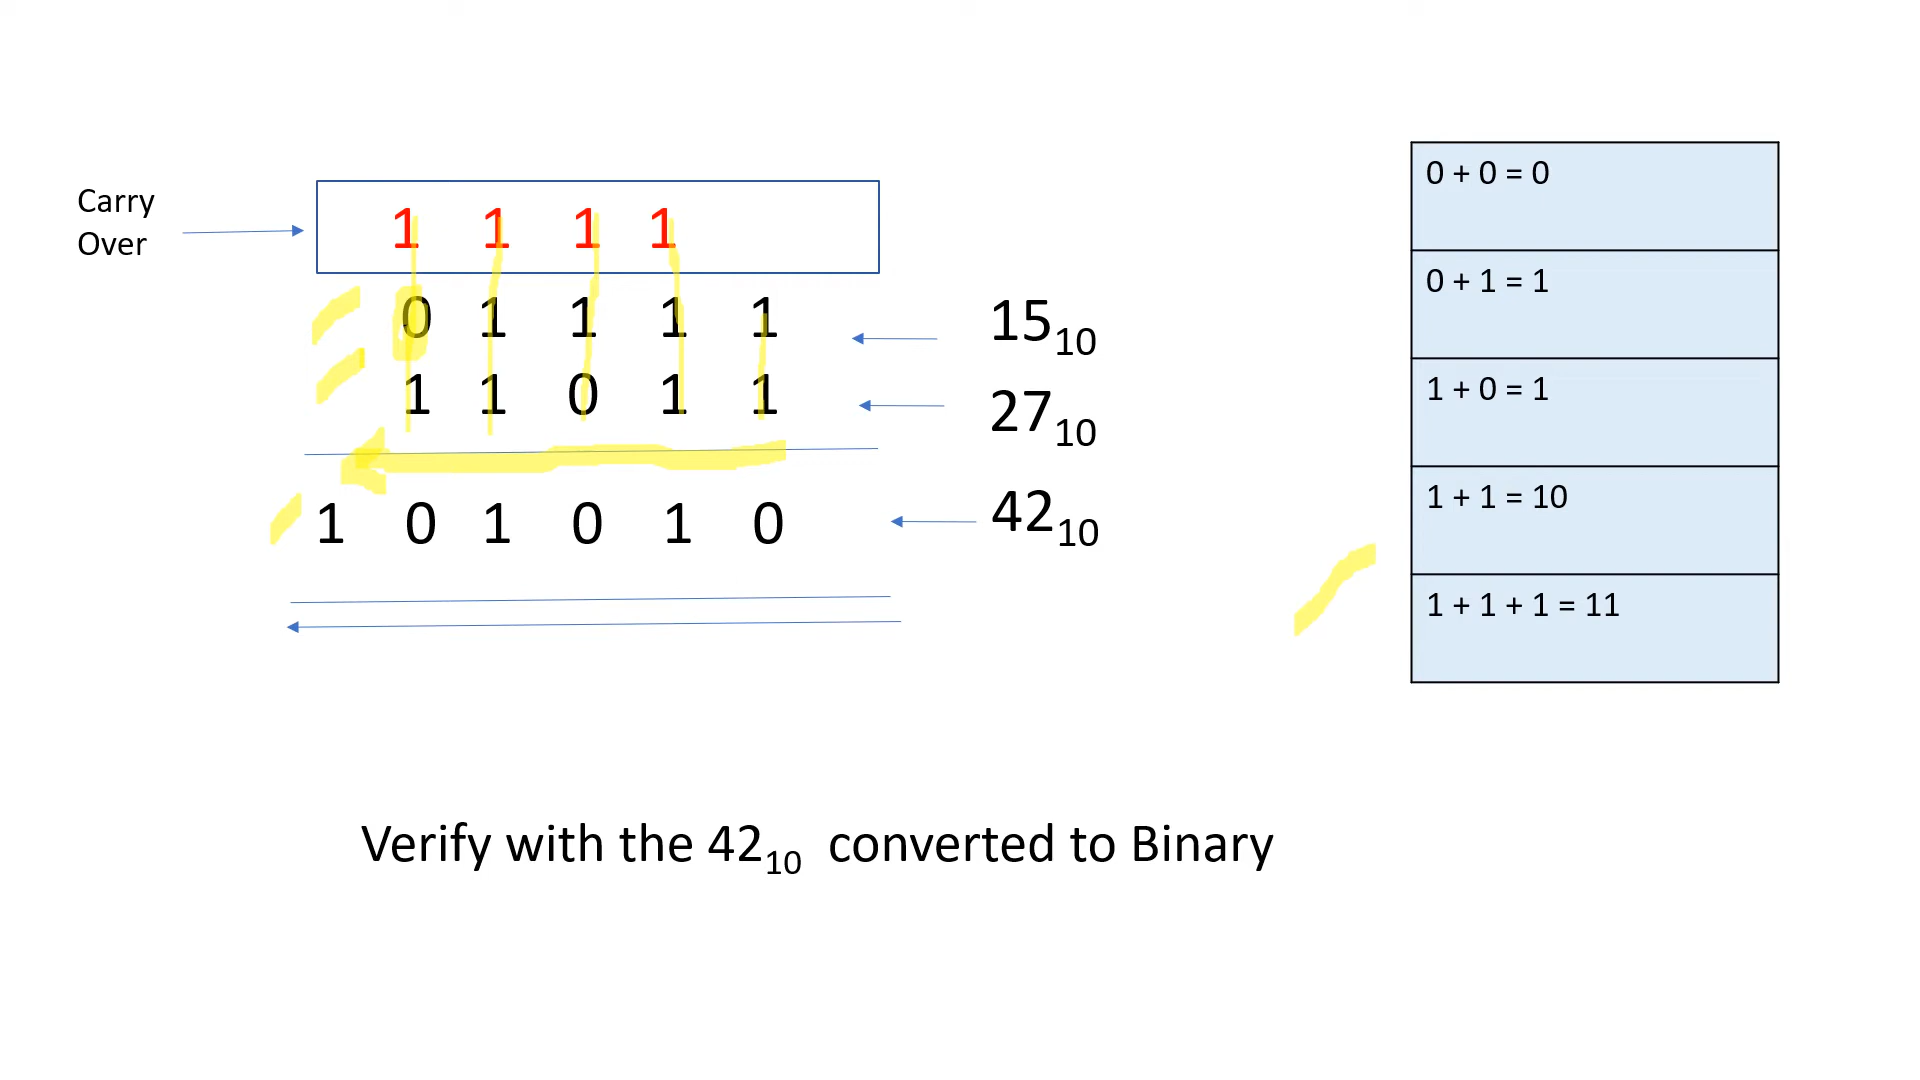 Carry
Over
1 1 1 1
0 1 1 1 1
15₁₀
1 1 0 1 1
27₁₀
1 0 1 0 1 0
42₁₀
0 + 0 = 0
0 + 1 = 1
1 + 0 = 1
1 + 1 = 10
1 + 1 + 1 = 11
Verify with the 42₁₀ converted to Binary